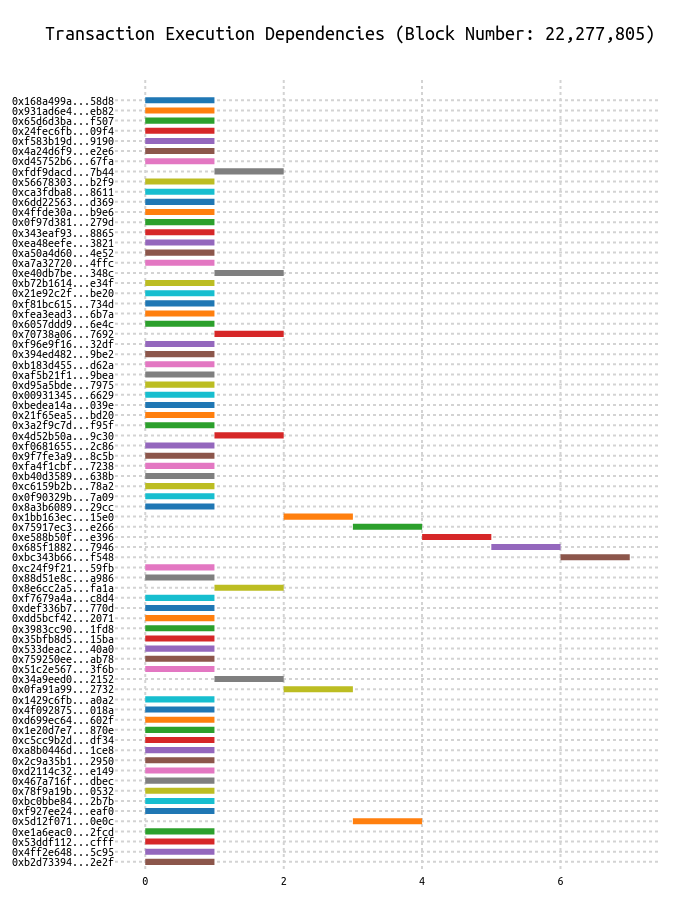 Transaction Execution Dependencies (Block Number: 22,277,805)
0x168a499a...58d8
0x931ad6e4...eb82
0x65d6d3ba...f507
0x24fec6fb...09f4
0xf583b19d...9190
0x4a24d6f9...e2e6
0xd45752b6...67fa
0xfdf9dacd...7b44
0x56678303...b2f9
0xca3fdba8...8611
0x6dd22563...d369
0x4ffde30a...b9e6
0x0f97d381...279d
0x343eaf93...8865
0xea48eefe...3821
0xa50a4d60...4e52
0xa7a32720...4ffc
0xe40db7be...348c
0xb72b1614...e34f
0x21e92c2f...be20
0xf81bc615...734d
0xfea3ead3...6b7a
0x6057ddd9...6e4c
0x70738a06...7692
0xf96e9f16...32df
0x394ed482...9be2
0xb183d455...d62a
0xaf5b21f1...9bea
0xd95a5bde...7975
0x00931345...6629
0xbedea14a...039e
0x21f65ea5...bd20
0x3a2f9c7d...f95f
0x4d52b50a...9c30
0xf0681655...2c86
0x9f7fe3a9...8c5b
0xfa4f1cbf...7238
0xb40d3589...638b
0xc6159b2b...78a2
0x0f90329b...7a09
0x8a3b6089...29cc
0x1bb163ec...15e0
0x75917ec3...e266
0xe588b50f...e396
0x685f1882...7946
0xbc343b66...f548
0xc24f9f21...59fb
0x88d51e8c...a986
0x8e6cc2a5...fa1a
0xf7679a4a...c8d4
0xdef336b7...770d
0xdd5bcf42...2071
0x3983cc90...1fd8
0x35bfb8d5...15ba
0x533deac2...40a0
0x759250ee...ab78
0x51c2e567...3f6b
0x34a9eed0...2152
0x0fa91a99...2732
0x1429c6fb...a0a2
0x4f092875...018a
0xd699ec64...602f
0x1e20d7e7...870e
0xc5cc9b2d...df34
0xa8b0446d...1ce8
0x2c9a35b1...2950
0xd2114c32...e149
0x467a716f...dbec
0x78f9a19b...0532
0xbc0bbe84...2b7b
0xf927ee24...eaf0
0x5d12f071...0e0c
0xe1a6eac0...2fcd
0x53ddf112...cfff
0x4ff2e648...5c95
0xb2d73394...2e2f
0 2 4 6